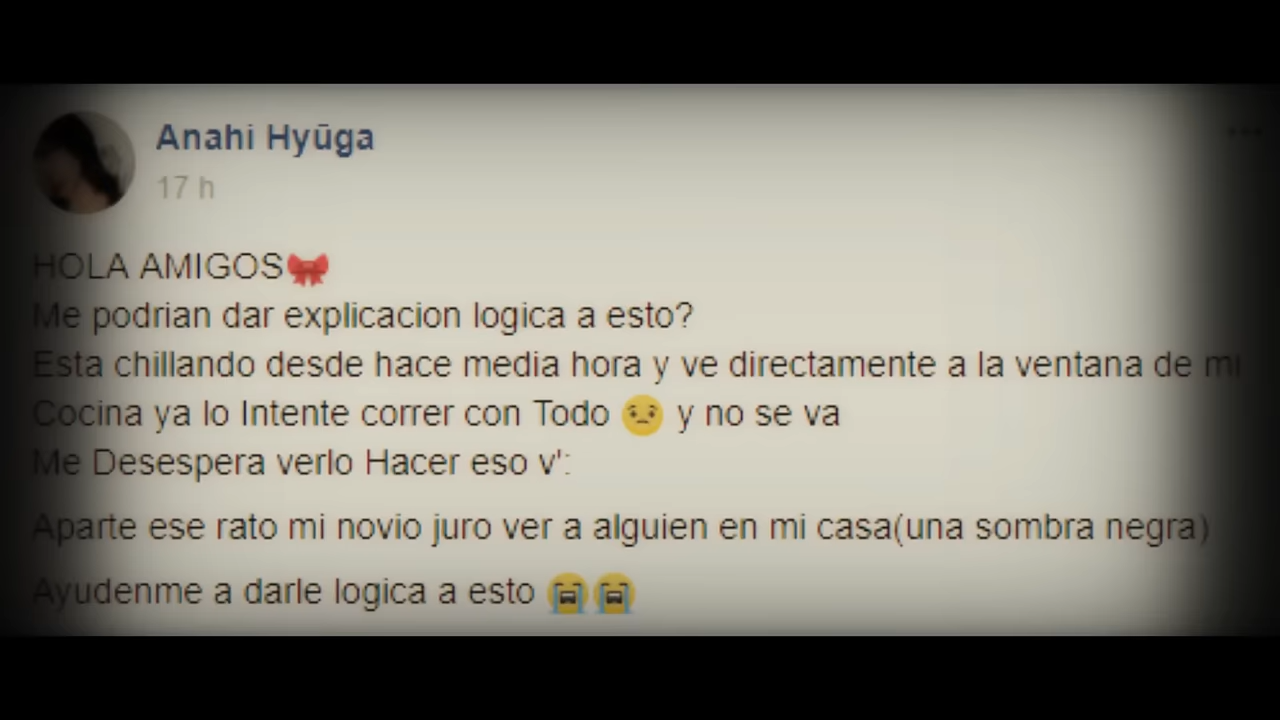 Anahi Hyūga
17 h
HOLA AMIGOS🎀
Me podrian dar explicacion logica a esto?
Esta chillando desde hace media hora y ve directamente a la ventana de mi
Cocina ya lo Intente correr con Todo 😟 y no se va
Me Desespera verlo Hacer eso v':
Aparte ese rato mi novio juro ver a alguien en mi casa(una sombra negra)
Ayudenme a darle logica a esto 😭😭